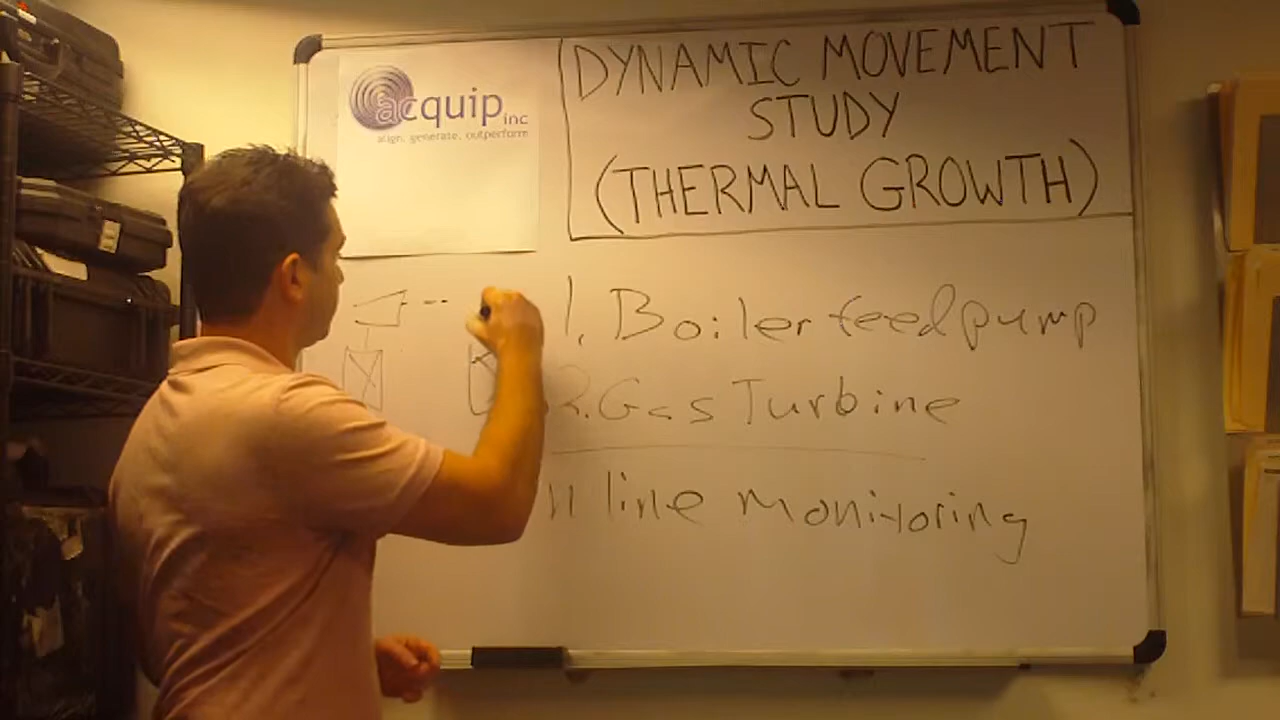 acquip inc
align, generate, outperform
DYNAMIC MOVEMENT
STUDY
(THERMAL GROWTH)
1. Boiler feed pump
2. Gas Turbine
line monitoring